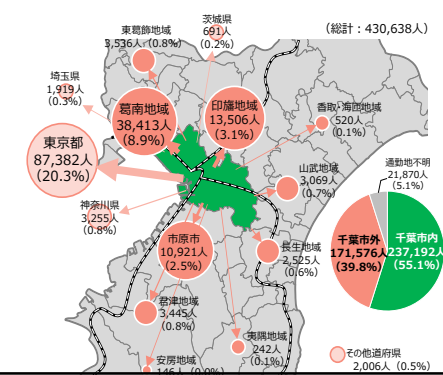 茨城県
691人
(0.2%)
(総計：430,638人)
東葛飾地域
3,536人 (0.8%)
埼玉県
1,919人
(0.3%)
葛南地域
38,413人
(8.9%)
印旛地域
13,506人
(3.1%)
香取・海匝地域
520人
(0.1%)
東京都
87,382人
(20.3%)
山武地域
3,069人
(0.7%)
通勤地不明
21,870人
(5.1%)
神奈川県
3,255人
(0.8%)
市原市
10,921人
(2.5%)
長生地域
2,525人
(0.6%)
千葉市外
171,576人
(39.8%)
千葉市内
237,192人
(55.1%)
君津地域
3,445人
(0.8%)
夷隅地域
242人
(0.1%)
安房地域
146人 (0.0%)
その他道府県
2,006人 (0.5%)